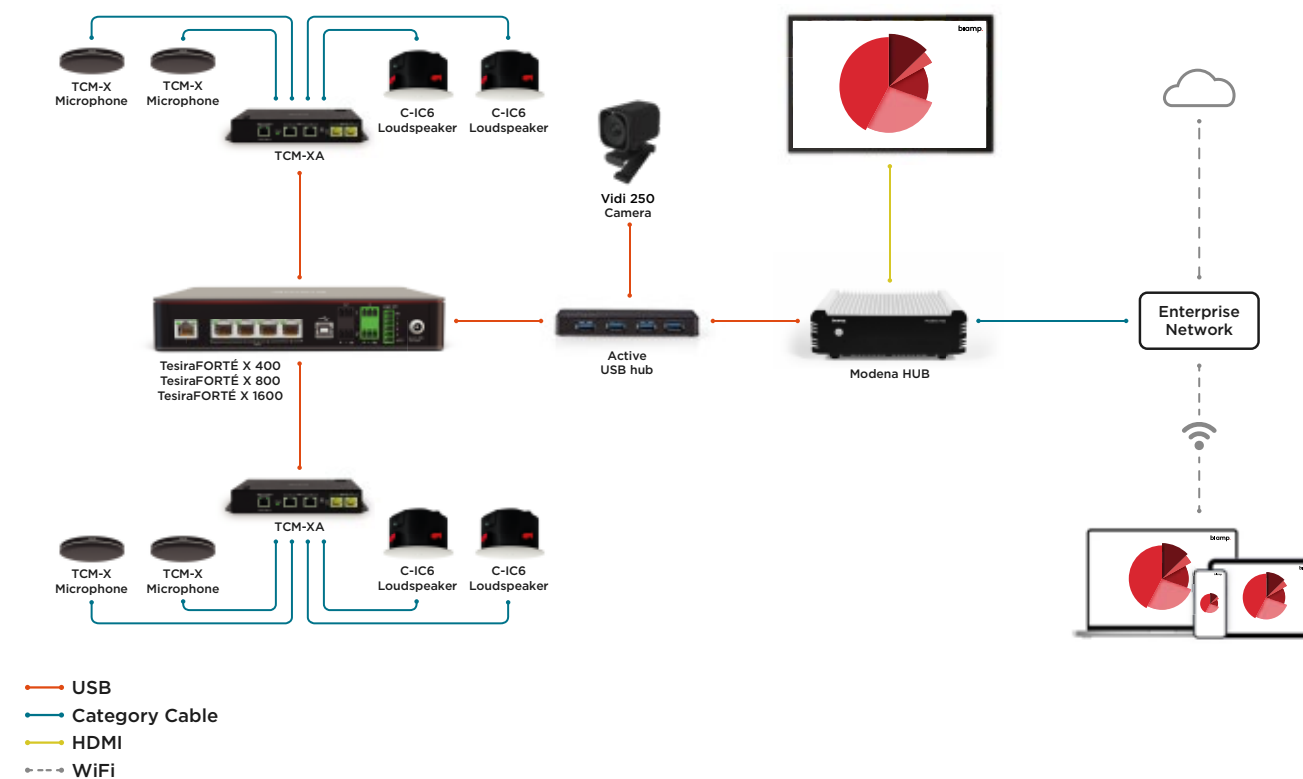 biamp.
TCM-X
Microphone
TCM-X
Microphone
C-IC6
Loudspeaker
C-IC6
Loudspeaker
TCM-XA
Vidi 250
Camera
TesiraFORTÉ X 400
TesiraFORTÉ X 800
TesiraFORTÉ X 1600
Active
USB hub
Modena HUB
Enterprise
Network
TCM-XA
TCM-X
Microphone
TCM-X
Microphone
C-IC6
Loudspeaker
C-IC6
Loudspeaker
biamp.
USB
Category Cable
HDMI
WiFi